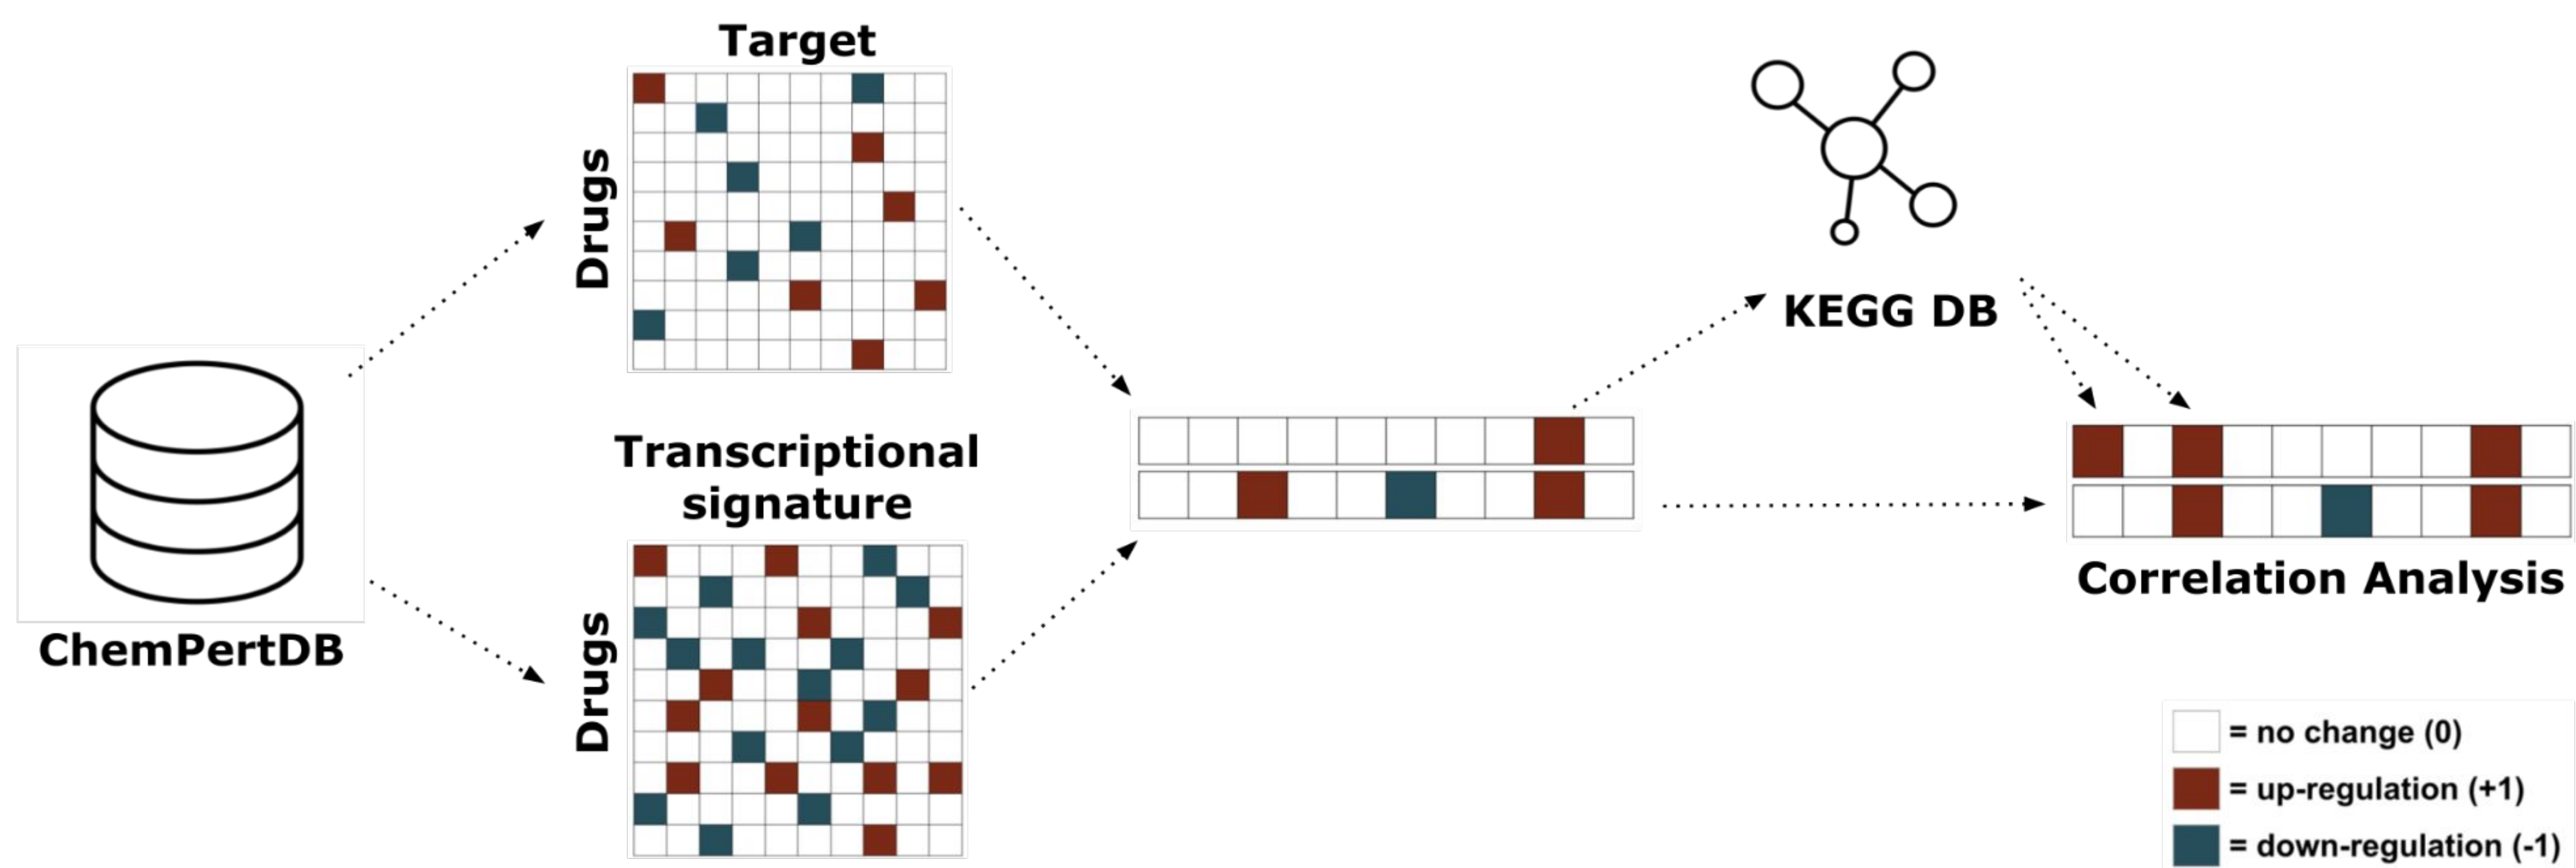 Target
Drugs
KEGG DB
Transcriptional
signature
Drugs
ChemPertDB
Correlation Analysis
= no change (0)
= up-regulation (+1)
= down-regulation (-1)